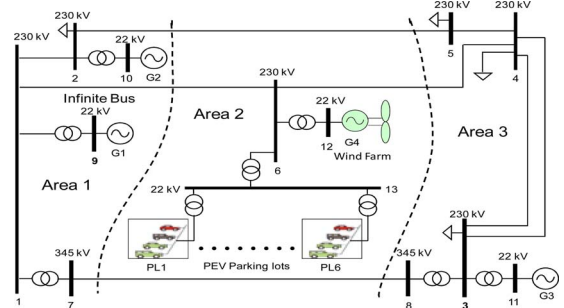 230 kV
230 kV
230 kV
230 kV
22 kV
2
10
G2
5
4
230 kV
Infinite Bus
22 kV
9
G1
Area 2
22 kV
12
G4
Wind Farm
Area 3
6
Area 1
22 kV
13
230 kV
PL1
PEV Parking lots
PL6
345 kV
345 kV
22 kV
1
7
8
3
11
G3